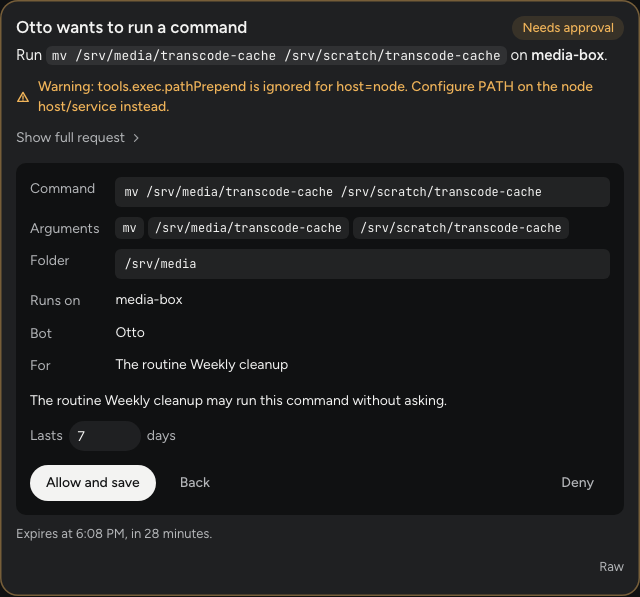 Otto wants to run a command
Needs approval
Run mv /srv/media/transcode-cache /srv/scratch/transcode-cache on media-box.
Warning: tools.exec.pathPrepend is ignored for host=node. Configure PATH on the node
host/service instead.
Show full request
Command mv /srv/media/transcode-cache /srv/scratch/transcode-cache
Arguments mv /srv/media/transcode-cache /srv/scratch/transcode-cache
Folder /srv/media
Runs on media-box
Bot Otto
For The routine Weekly cleanup
The routine Weekly cleanup may run this command without asking.
Lasts 7 days
Allow and save Back Deny
Expires at 6:08 PM, in 28 minutes.
Raw